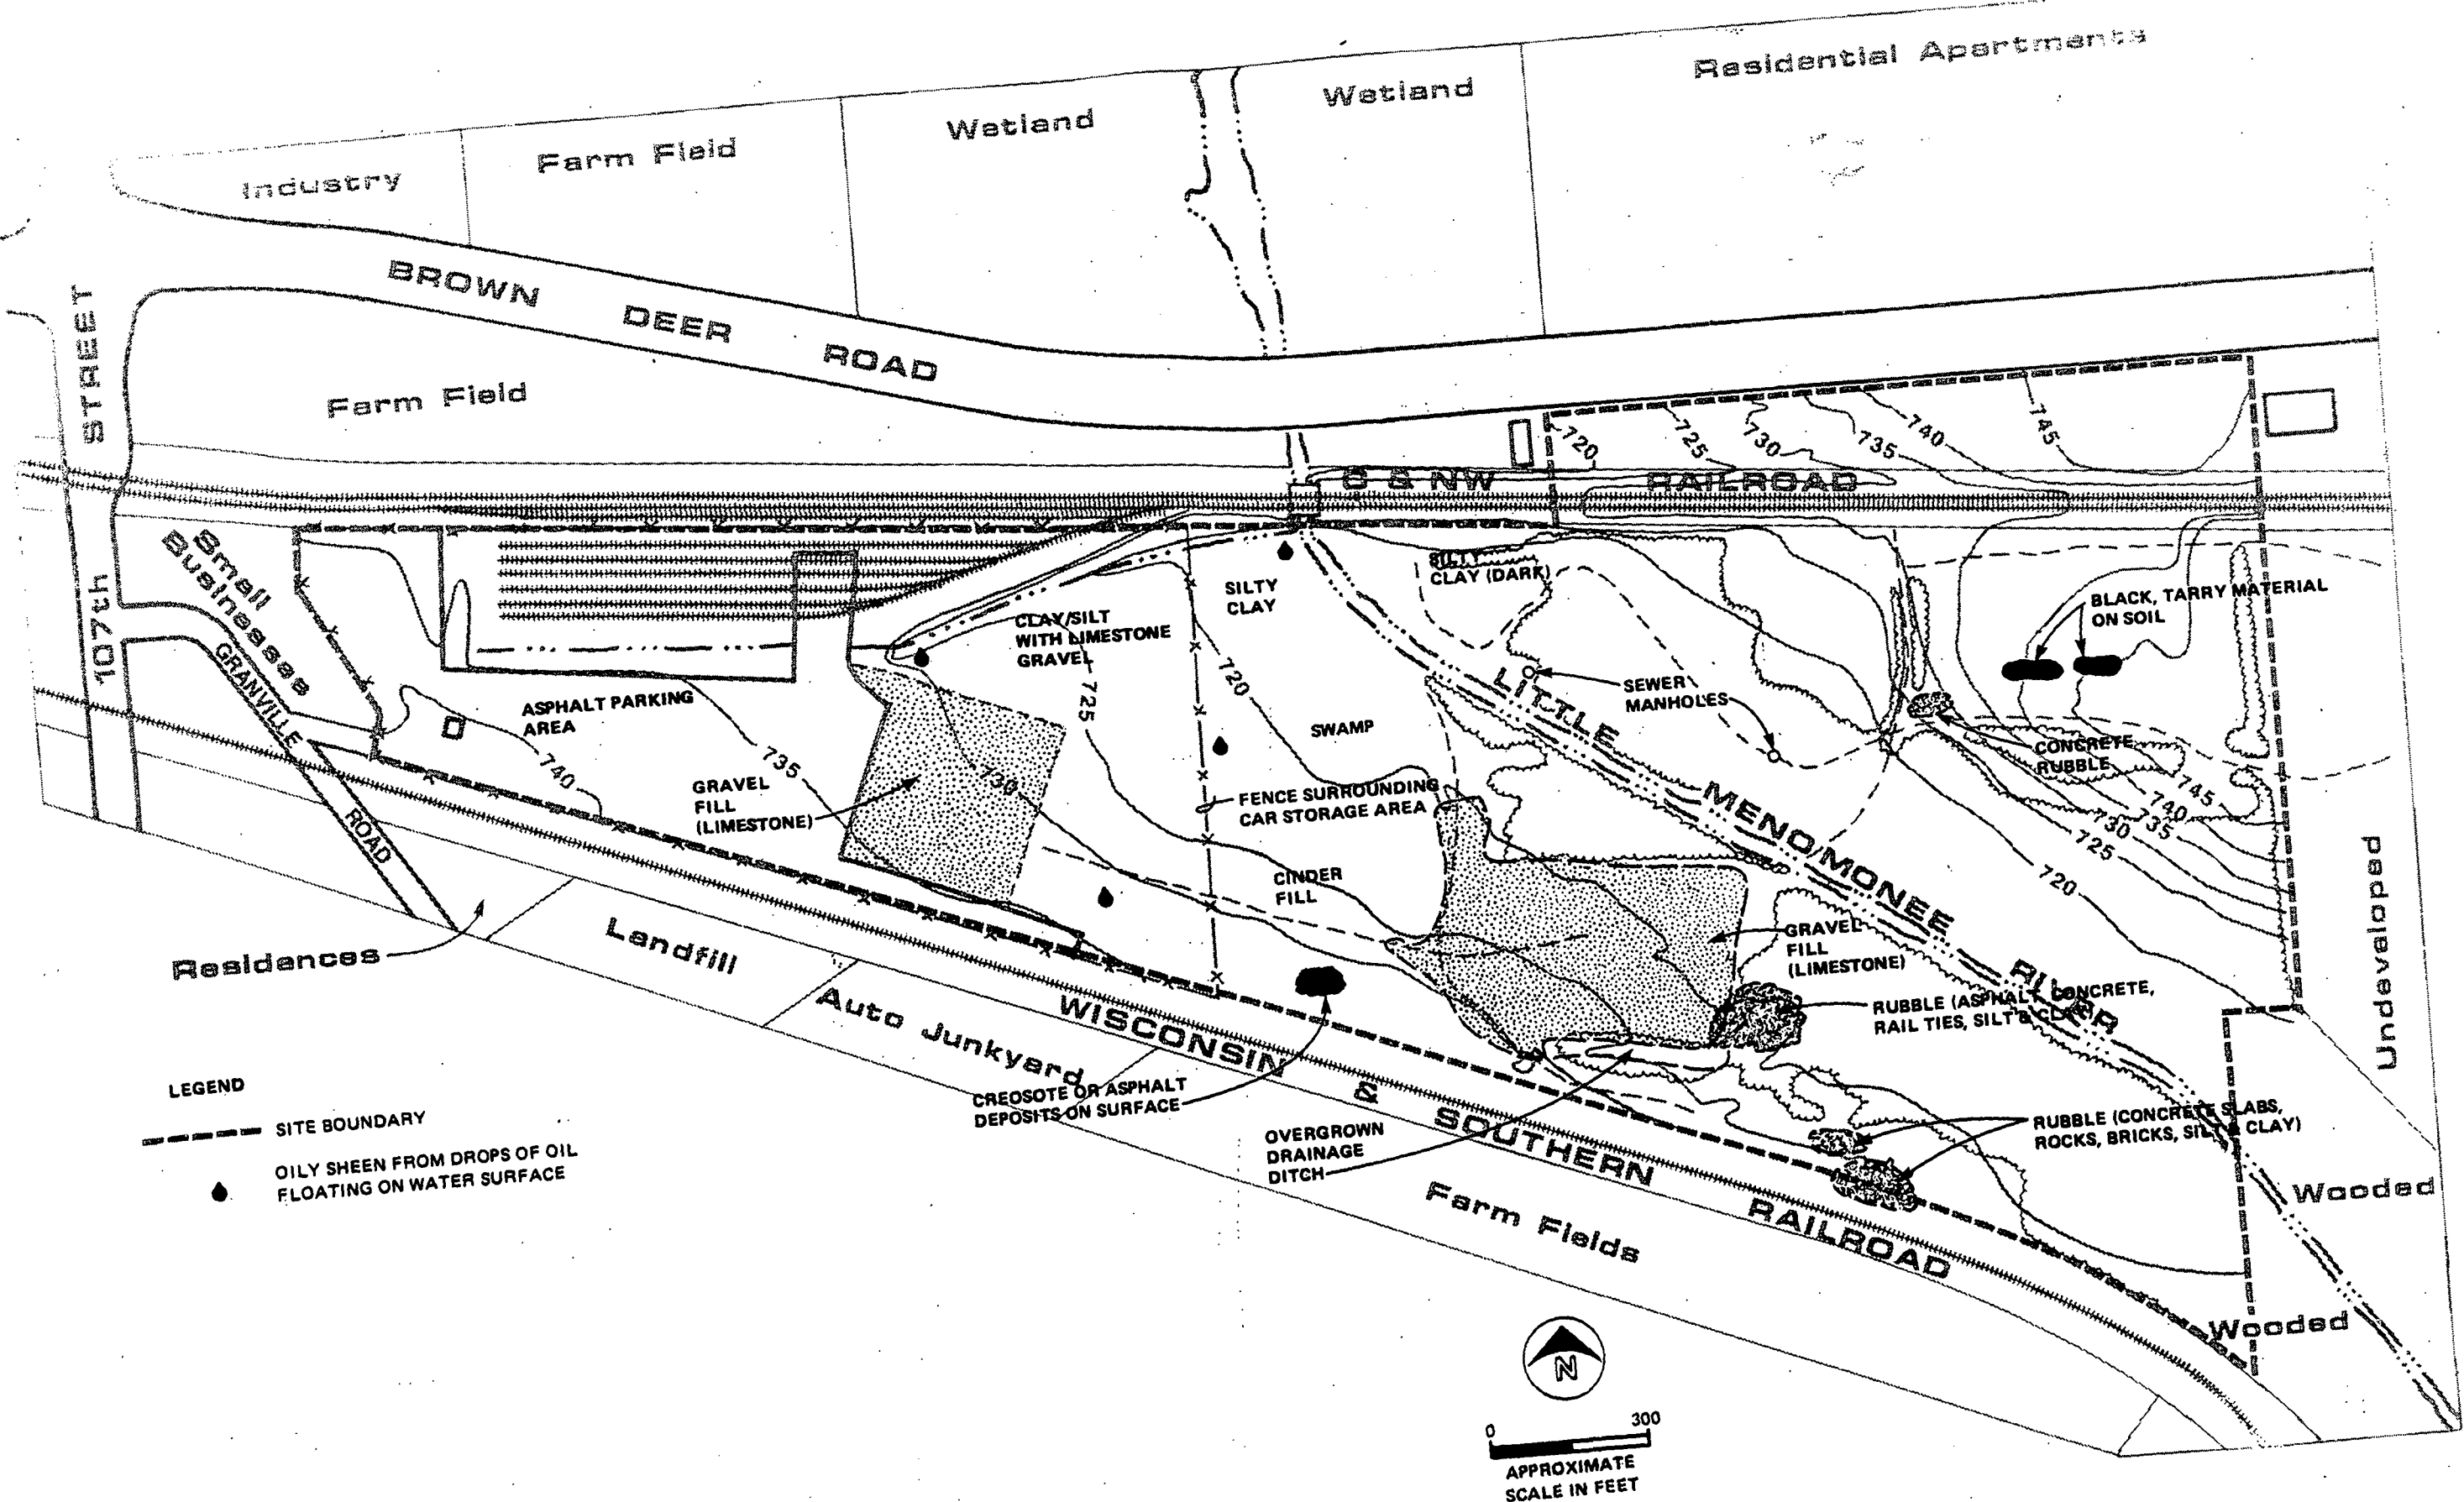 Residential Apartments
Wetland
Wetland
Farm Field
Industry
BROWN DEER ROAD
Farm Field
107th STREET
C & NW RAILROAD
720
725
730
735
740
745
Small
Businesses
GRANVILLE ROAD
SILTY
CLAY (DARK)
SILTY
CLAY
CLAY/SILT
WITH LIMESTONE
GRAVEL
BLACK, TARRY MATERIAL
ON SOIL
ASPHALT PARKING
AREA
725
720
SWAMP
SEWER
MANHOLES
LITTLE MENOMONEE RIVER
CONCRETE
RUBBLE
740
735
730
GRAVEL
FILL
(LIMESTONE)
FENCE SURROUNDING
CAR STORAGE AREA
745
740
735
730
725
720
CINDER
FILL
GRAVEL
FILL
(LIMESTONE)
Undeveloped
Residences
Landfill
Auto Junkyard
WISCONSIN & SOUTHERN RAILROAD
RUBBLE (ASPHALT, CONCRETE,
RAIL TIES, SILT & CLAY)
CREOSOTE OR ASPHALT
DEPOSITS ON SURFACE
OVERGROWN
DRAINAGE
DITCH
RUBBLE (CONCRETE SLABS,
ROCKS, BRICKS, SILT & CLAY)
Farm Fields
Wooded
Wooded
LEGEND
SITE BOUNDARY
OILY SHEEN FROM DROPS OF OIL
FLOATING ON WATER SURFACE
N
0 300
APPROXIMATE
SCALE IN FEET